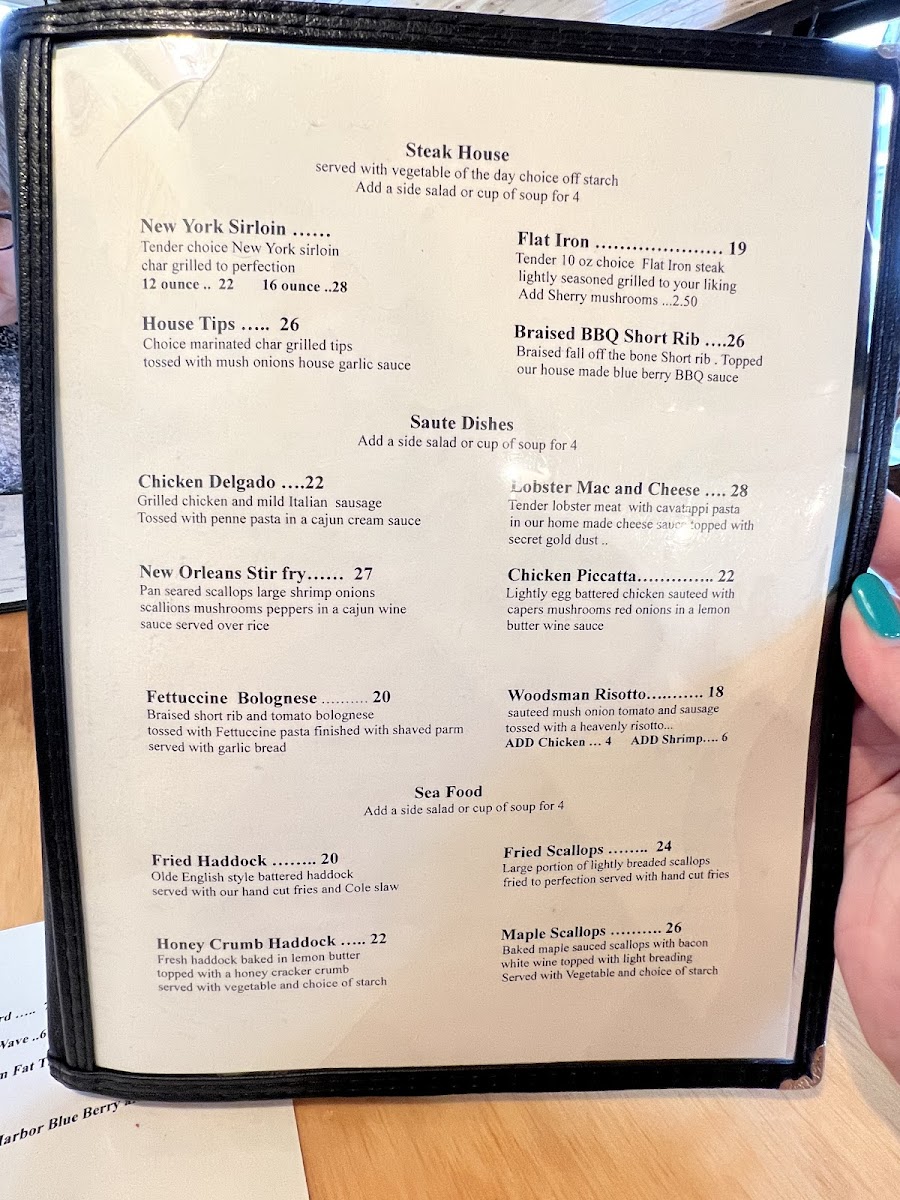 Steak House
served with vegetable of the day choice off starch
Add a side salad or cup of soup for 4
New York Sirloin ......
Tender choice New York sirloin
char grilled to perfection
12 ounce .. 22 16 ounce ..28
Flat Iron ..................... 19
Tender 10 oz choice Flat Iron steak
lightly seasoned grilled to your liking
Add Sherry mushrooms ...2.50
House Tips ..... 26
Choice marinated char grilled tips
tossed with mush onions house garlic sauce
Braised BBQ Short Rib ....26
Braised fall off the bone Short rib . Topped
our house made blue berry BBQ sauce
Saute Dishes
Add a side salad or cup of soup for 4
Chicken Delgado ....22
Grilled chicken and mild Italian sausage
Tossed with penne pasta in a cajun cream sauce
Lobster Mac and Cheese .... 28
Tender lobster meat with cavatappi pasta
in our home made cheese sauce topped with
secret gold dust ..
New Orleans Stir fry...... 27
Pan seared scallops large shrimp onions
scallions mushrooms peppers in a cajun wine
sauce served over rice
Chicken Piccatta.............. 22
Lightly egg battered chicken sauteed with
capers mushrooms red onions in a lemon
butter wine sauce
Fettuccine Bolognese .......... 20
Braised short rib and tomato bolognese
tossed with Fettuccine pasta finished with shaved parm
served with garlic bread
Woodsman Risotto........... 18
sauteed mush onion tomato and sausage
tossed with a heavenly risotto...
ADD Chicken ... 4 ADD Shrimp.... 6
Sea Food
Add a side salad or cup of soup for 4
Fried Haddock ........ 20
Olde English style battered haddock
served with our hand cut fries and Cole slaw
Fried Scallops ........ 24
Large portion of lightly breaded scallops
fried to perfection served with hand cut fries
Honey Crumb Haddock ..... 22
Fresh haddock baked in lemon butter
topped with a honey cracker crumb
served with vegetable and choice of starch
Maple Scallops .......... 26
Baked maple sauced scallops with bacon
white wine topped with light breading
Served with Vegetable and choice of starch
Wave ..6
Fat
Harbor Blue Berry